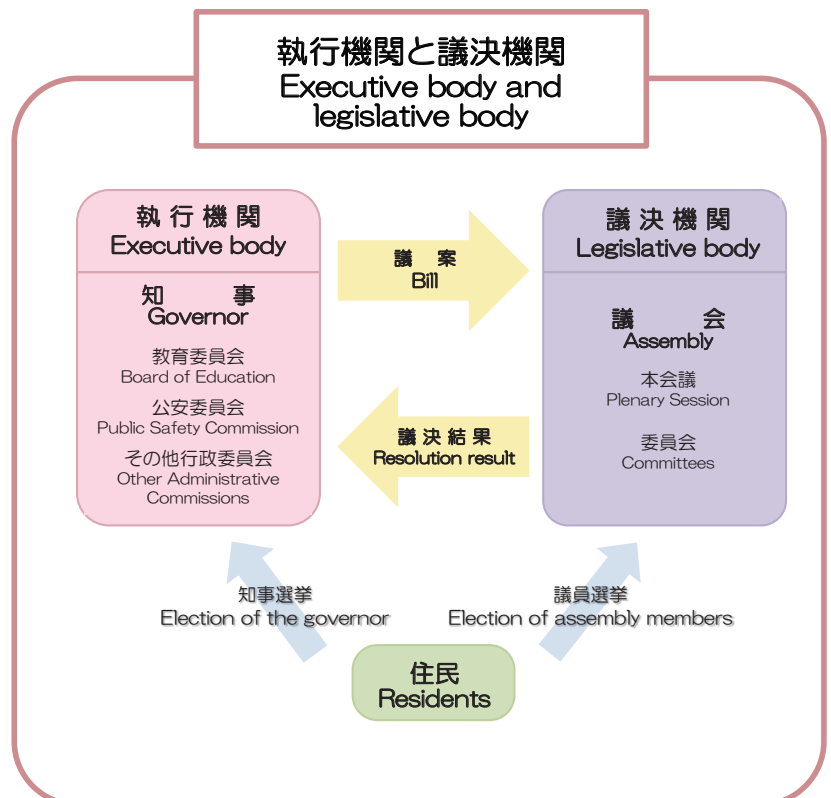 執行機関と議決機関
Executive body and
legislative body
執行機関
Executive body
知事
Governor
教育委員会
Board of Education
公安委員会
Public Safety Commission
その他行政委員会
Other Administrative
Commissions
議案
Bill
議決結果
Resolution result
議決機関
Legislative body
議会
Assembly
本会議
Plenary Session
委員会
Committees
知事選挙
Election of the governor
議員選挙
Election of assembly members
住民
Residents